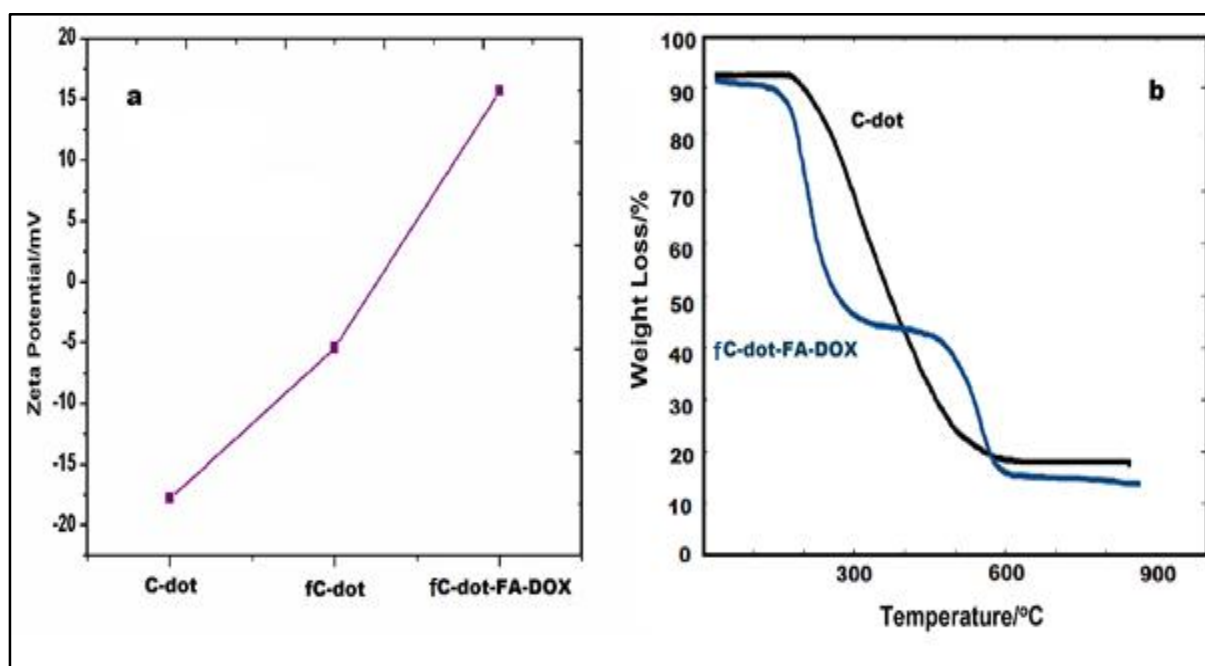 a
Zeta Potential/mV
20
15
10
5
0
-5
-10
-15
-20
C-dot
fC-dot
fC-dot-FA-DOX
b
Weight Loss/%
100
90
80
70
60
50
40
30
20
10
0
C-dot
fC-dot-FA-DOX
300
600
900
Temperature/ºC